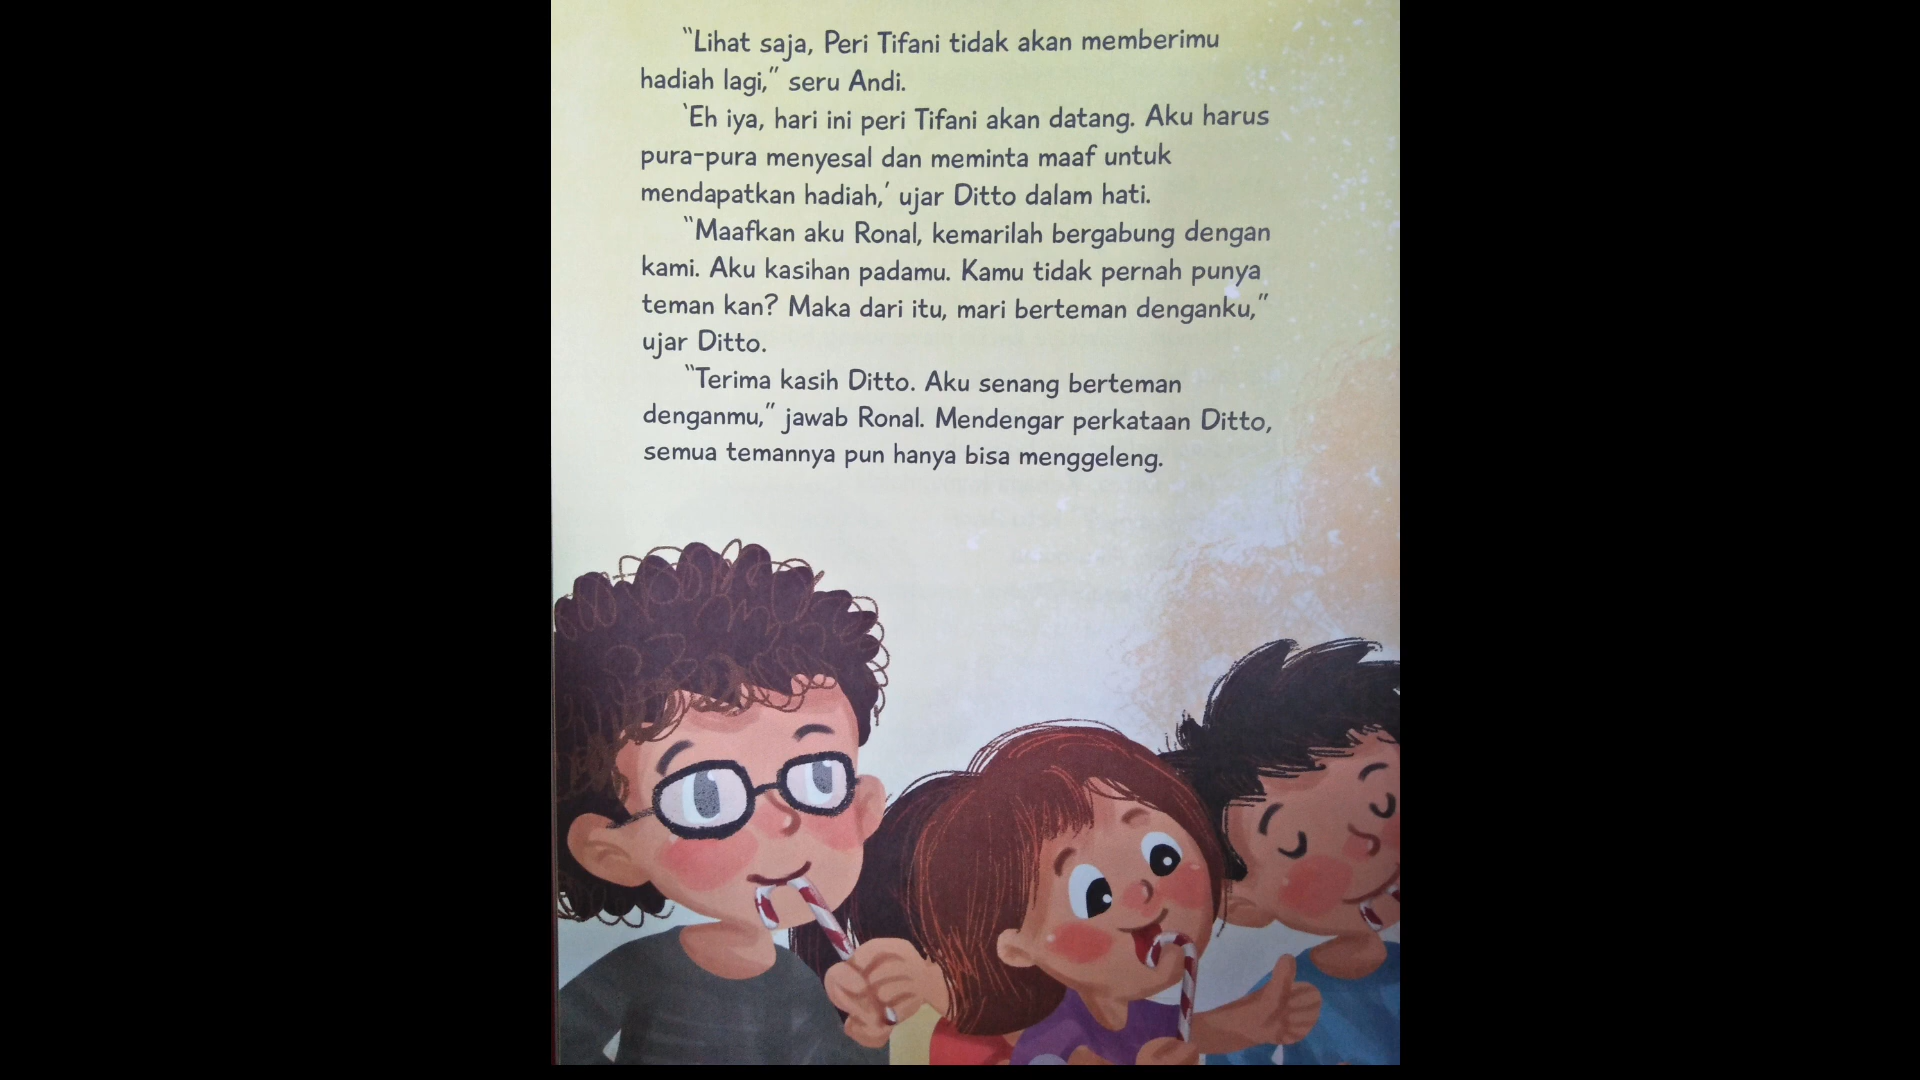 “Lihat saja, Peri Tifani tidak akan memberimu
hadiah lagi,” seru Andi.
‘Eh iya, hari ini peri Tifani akan datang. Aku harus
pura-pura menyesal dan meminta maaf untuk
mendapatkan hadiah,’ ujar Ditto dalam hati.
“Maafkan aku Ronal, kemarilah bergabung dengan
kami. Aku kasihan padamu. Kamu tidak pernah punya
teman kan? Maka dari itu, mari berteman denganku,”
ujar Ditto.
“Terima kasih Ditto. Aku senang berteman
denganmu,” jawab Ronal. Mendengar perkataan Ditto,
semua temannya pun hanya bisa menggeleng.